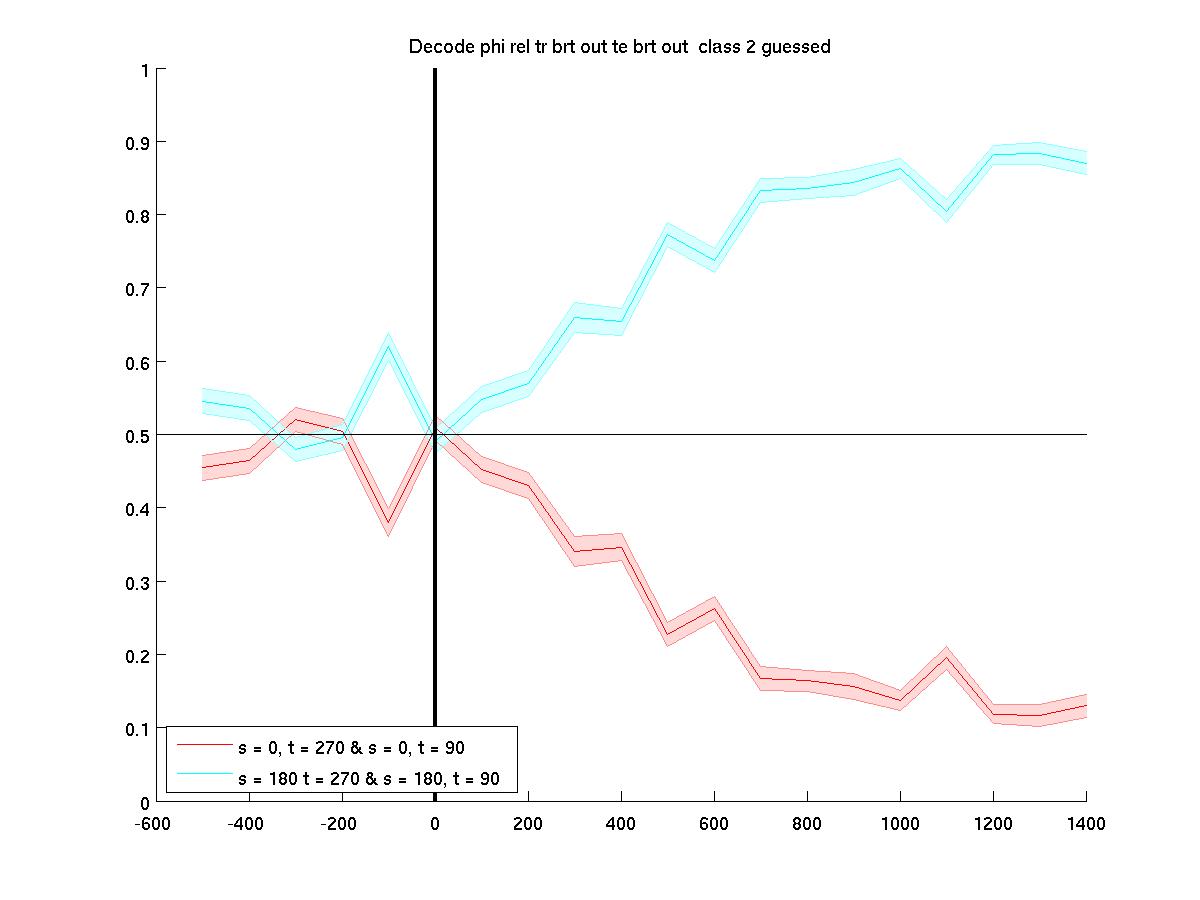 Decode phi rel tr brt out te brt out  class 2 guessed
1
0.9
0.8
0.7
0.6
0.5
0.4
0.3
0.2
0.1
0
s = 0, t = 270 & s = 0, t = 90
s = 180 t = 270 & s = 180, t = 90
-600 -400 -200 0 200 400 600 800 1000 1200 1400